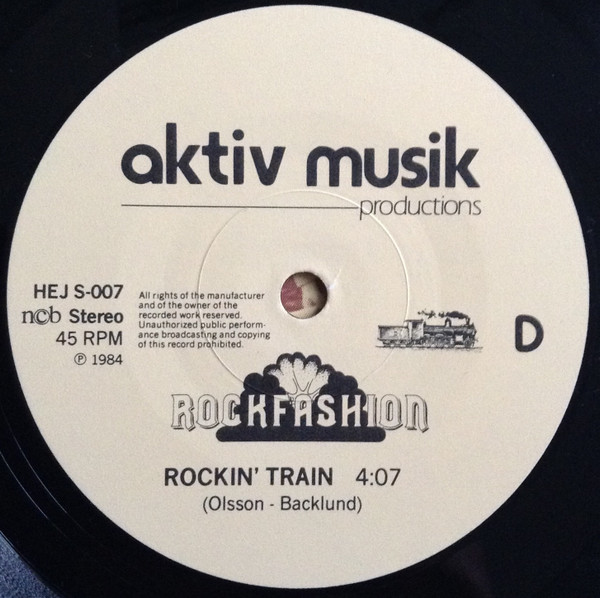 aktiv musik
productions
HEJ S-007
n©b Stereo
45 RPM
℗ 1984
All rights of the manufacturer
and of the owner of the
recorded work reserved.
Unauthorized public perform-
ance broadcasting and copying
of this record prohibited.
D
ROCKFASHION
ROCKIN' TRAIN 4:07
(Olsson - Backlund)